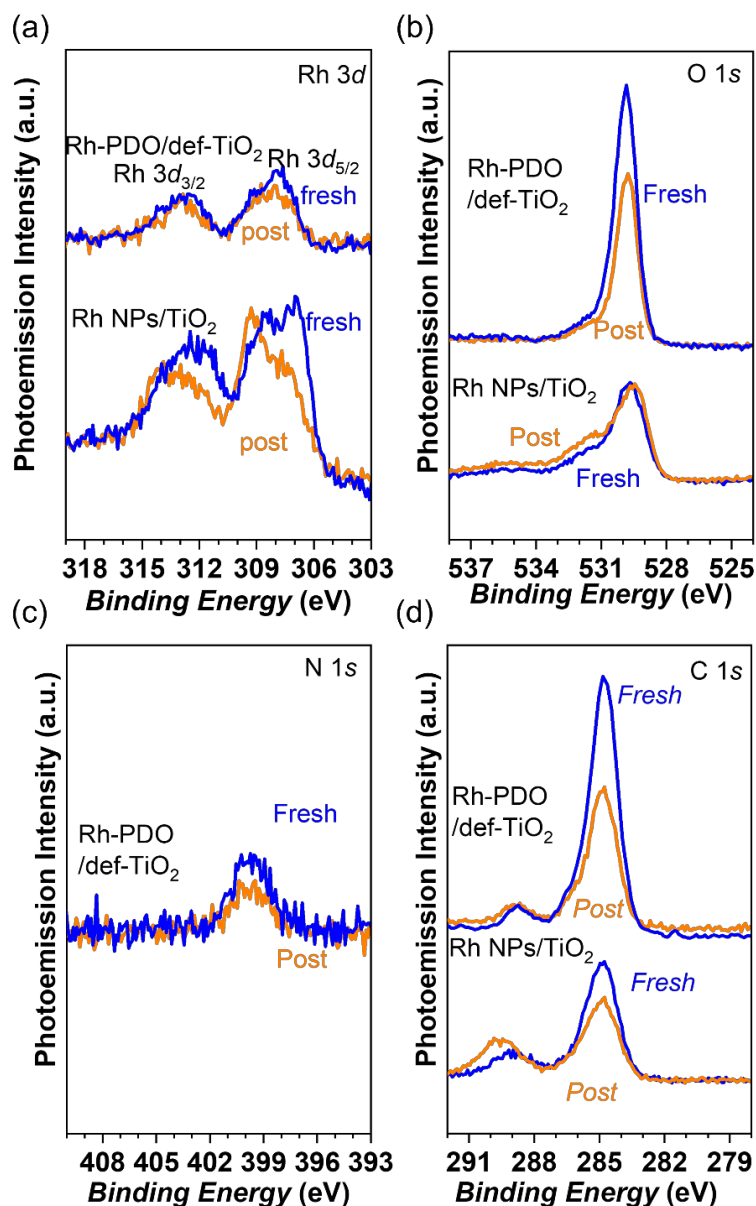 (a)
Rh 3d
Rh-PDO/def-TiO2
Rh 3d3/2
Rh 3d5/2
fresh
post
Rh NPs/TiO2
fresh
post
Photoemission Intensity (a.u.)
318 315 312 309 306 303
Binding Energy (eV)
(b)
O 1s
Rh-PDO
/def-TiO2
Fresh
Post
Rh NPs/TiO2
Post
Fresh
Photoemission Intensity (a.u.)
537 534 531 528 525
Binding Energy (eV)
(c)
N 1s
Fresh
Rh-PDO
/def-TiO2
Post
Photoemission Intensity (a.u.)
408 405 402 399 396 393
Binding Energy (eV)
(d)
C 1s
Fresh
Rh-PDO
/def-TiO2
Post
Rh NPs/TiO2
Fresh
Post
Photoemission Intensity (a.u.)
291 288 285 282 279
Binding Energy (eV)